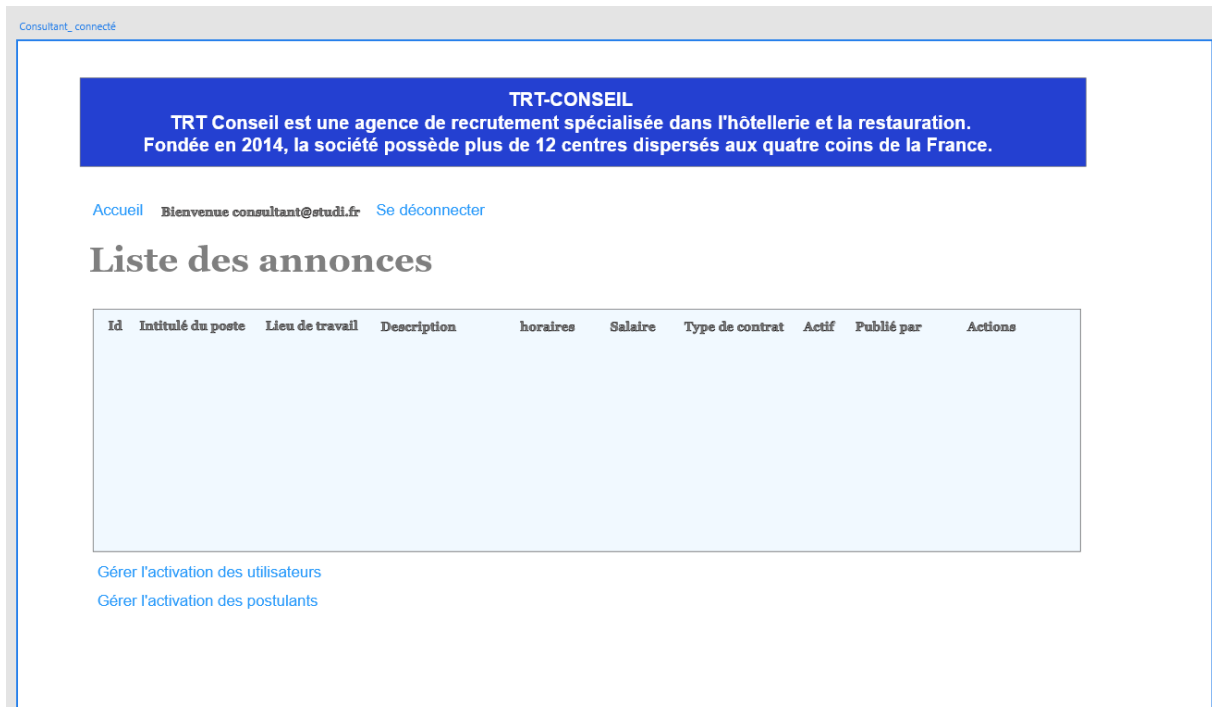 Consultant_ connecté
TRT-CONSEIL
TRT Conseil est une agence de recrutement spécialisée dans l'hôtellerie et la restauration.
Fondée en 2014, la société possède plus de 12 centres dispersés aux quatre coins de la France.
Accueil Bienvenue consultant@studi.fr Se déconnecter
Liste des annonces
Id Intitulé du poste Lieu de travail Description horaires Salaire Type de contrat Actif Publié par Actions
Gérer l'activation des utilisateurs
Gérer l'activation des postulants